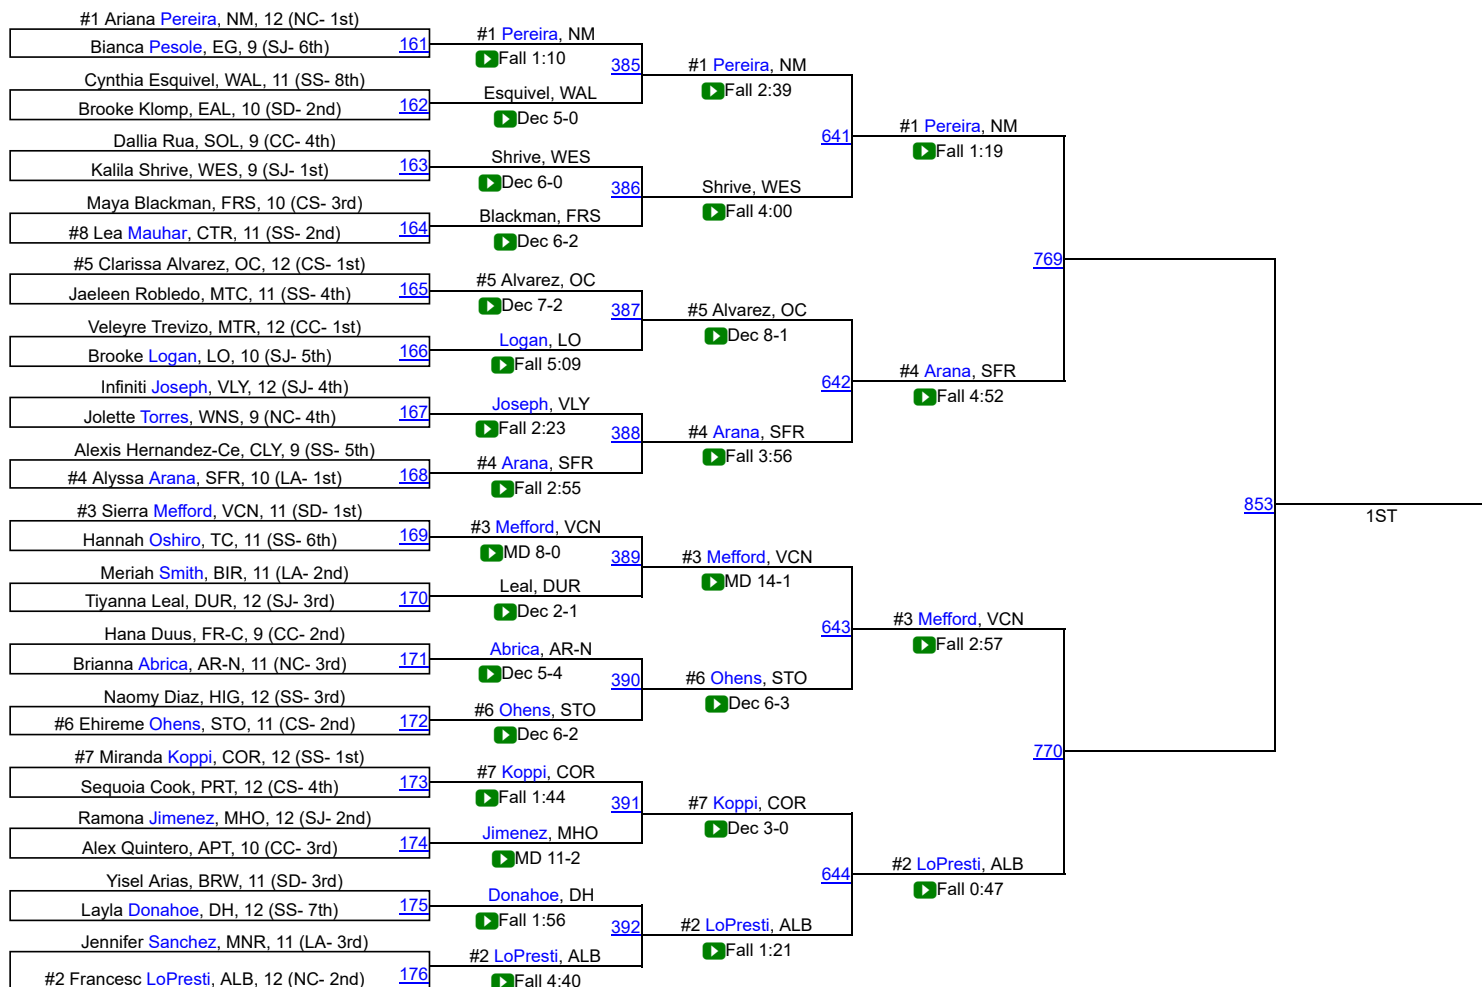 #1 Ariana Pereira, NM, 12 (NC- 1st)
Bianca Pesole, EG, 9 (SJ- 6th)
161
Cynthia Esquivel, WAL, 11 (SS- 8th)
Brooke Klomp, EAL, 10 (SD- 2nd)
162
Dallia Rua, SOL, 9 (CC- 4th)
Kalila Shrive, WES, 9 (SJ- 1st)
163
Maya Blackman, FRS, 10 (CS- 3rd)
#8 Lea Mauhar, CTR, 11 (SS- 2nd)
164
#5 Clarissa Alvarez, OC, 12 (CS- 1st)
Jaeleen Robledo, MTC, 11 (SS- 4th)
165
Veleyre Trevizo, MTR, 12 (CC- 1st)
Brooke Logan, LO, 10 (SJ- 5th)
166
Infiniti Joseph, VLY, 12 (SJ- 4th)
Jolette Torres, WNS, 9 (NC- 4th)
167
Alexis Hernandez-Ce, CLY, 9 (SS- 5th)
#4 Alyssa Arana, SFR, 10 (LA- 1st)
168
#3 Sierra Mefford, VCN, 11 (SD- 1st)
Hannah Oshiro, TC, 11 (SS- 6th)
169
Meriah Smith, BIR, 11 (LA- 2nd)
Tiyanna Leal, DUR, 12 (SJ- 3rd)
170
Hana Duus, FR-C, 9 (CC- 2nd)
Brianna Abrica, AR-N, 11 (NC- 3rd)
171
Naomy Diaz, HIG, 12 (SS- 3rd)
#6 Ehireme Ohens, STO, 11 (CS- 2nd)
172
#7 Miranda Koppi, COR, 12 (SS- 1st)
Sequoia Cook, PRT, 12 (CS- 4th)
173
Ramona Jimenez, MHO, 12 (SJ- 2nd)
Alex Quintero, APT, 10 (CC- 3rd)
174
Yisel Arias, BRW, 11 (SD- 3rd)
Layla Donahoe, DH, 12 (SS- 7th)
175
Jennifer Sanchez, MNR, 11 (LA- 3rd)
#2 Francesc LoPresti, ALB, 12 (NC- 2nd)
176
#1 Pereira, NM
Fall 1:10
385
Esquivel, WAL
Dec 5-0
Shrive, WES
Dec 6-0
386
Blackman, FRS
Dec 6-2
#5 Alvarez, OC
Dec 7-2
387
Logan, LO
Fall 5:09
Joseph, VLY
Fall 2:23
388
#4 Arana, SFR
Fall 2:55
#3 Mefford, VCN
MD 8-0
389
Leal, DUR
Dec 2-1
Abrica, AR-N
Dec 5-4
390
#6 Ohens, STO
Dec 6-2
#7 Koppi, COR
Fall 1:44
391
Jimenez, MHO
MD 11-2
Donahoe, DH
Fall 1:56
392
#2 LoPresti, ALB
Fall 4:40
#1 Pereira, NM
Fall 2:39
641
Shrive, WES
Fall 4:00
#5 Alvarez, OC
Dec 8-1
642
#4 Arana, SFR
Fall 3:56
#3 Mefford, VCN
MD 14-1
643
#6 Ohens, STO
Dec 6-3
#7 Koppi, COR
Dec 3-0
644
#2 LoPresti, ALB
Fall 1:21
#1 Pereira, NM
Fall 1:19
769
#4 Arana, SFR
Fall 4:52
#3 Mefford, VCN
Fall 2:57
770
#2 LoPresti, ALB
Fall 0:47
853
1ST